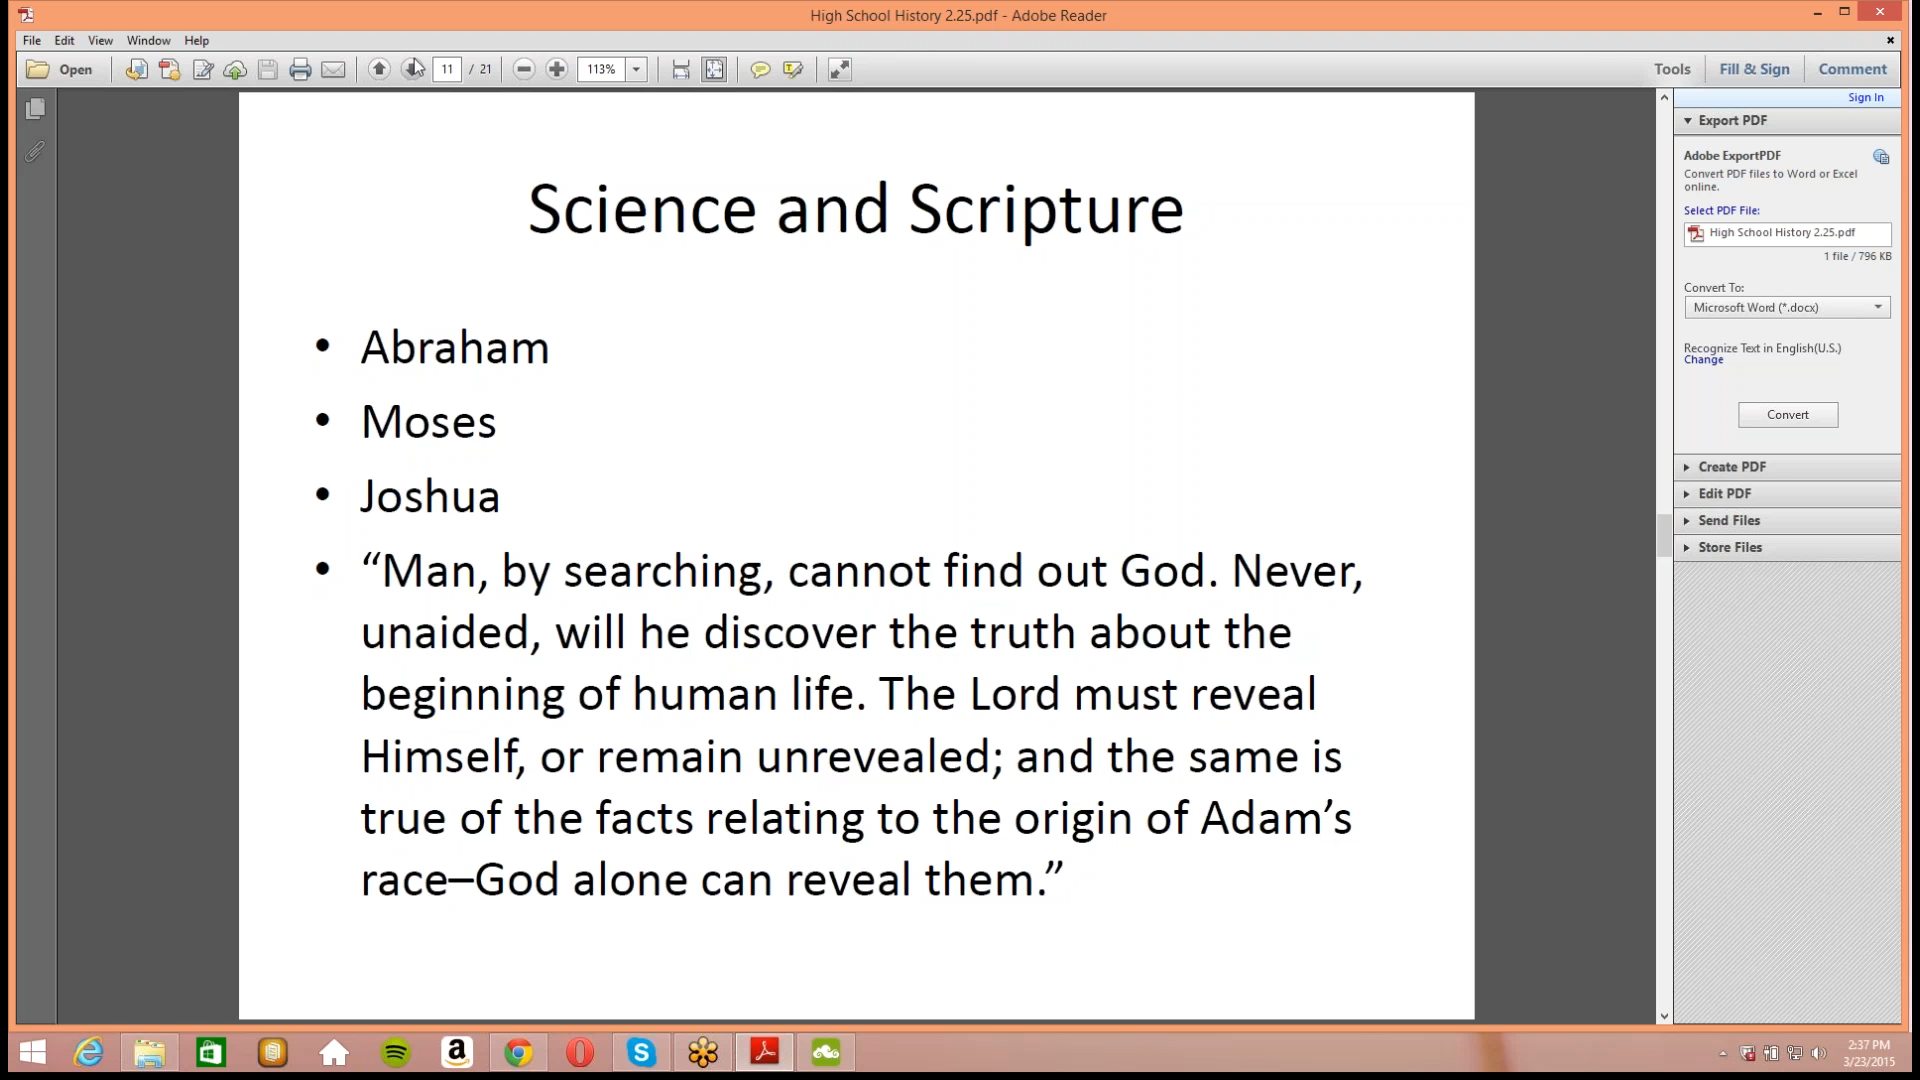 High School History 2.25.pdf - Adobe Reader
File Edit View Window Help
Open 11 / 21 113% Tools Fill & Sign Comment
Sign In
Export PDF
Adobe ExportPDF
Convert PDF files to Word or Excel
online.
Select PDF File:
High School History 2.25.pdf
1 file / 796 KB
Convert To:
Microsoft Word (*.docx)
Recognize Text in English(U.S.)
Change
Convert
Create PDF
Edit PDF
Send Files
Store Files
Science and Scripture
• Abraham
• Moses
• Joshua
• “Man, by searching, cannot find out God. Never,
unaided, will he discover the truth about the
beginning of human life. The Lord must reveal
Himself, or remain unrevealed; and the same is
true of the facts relating to the origin of Adam’s
race–God alone can reveal them.”
2:37 PM
3/23/2015